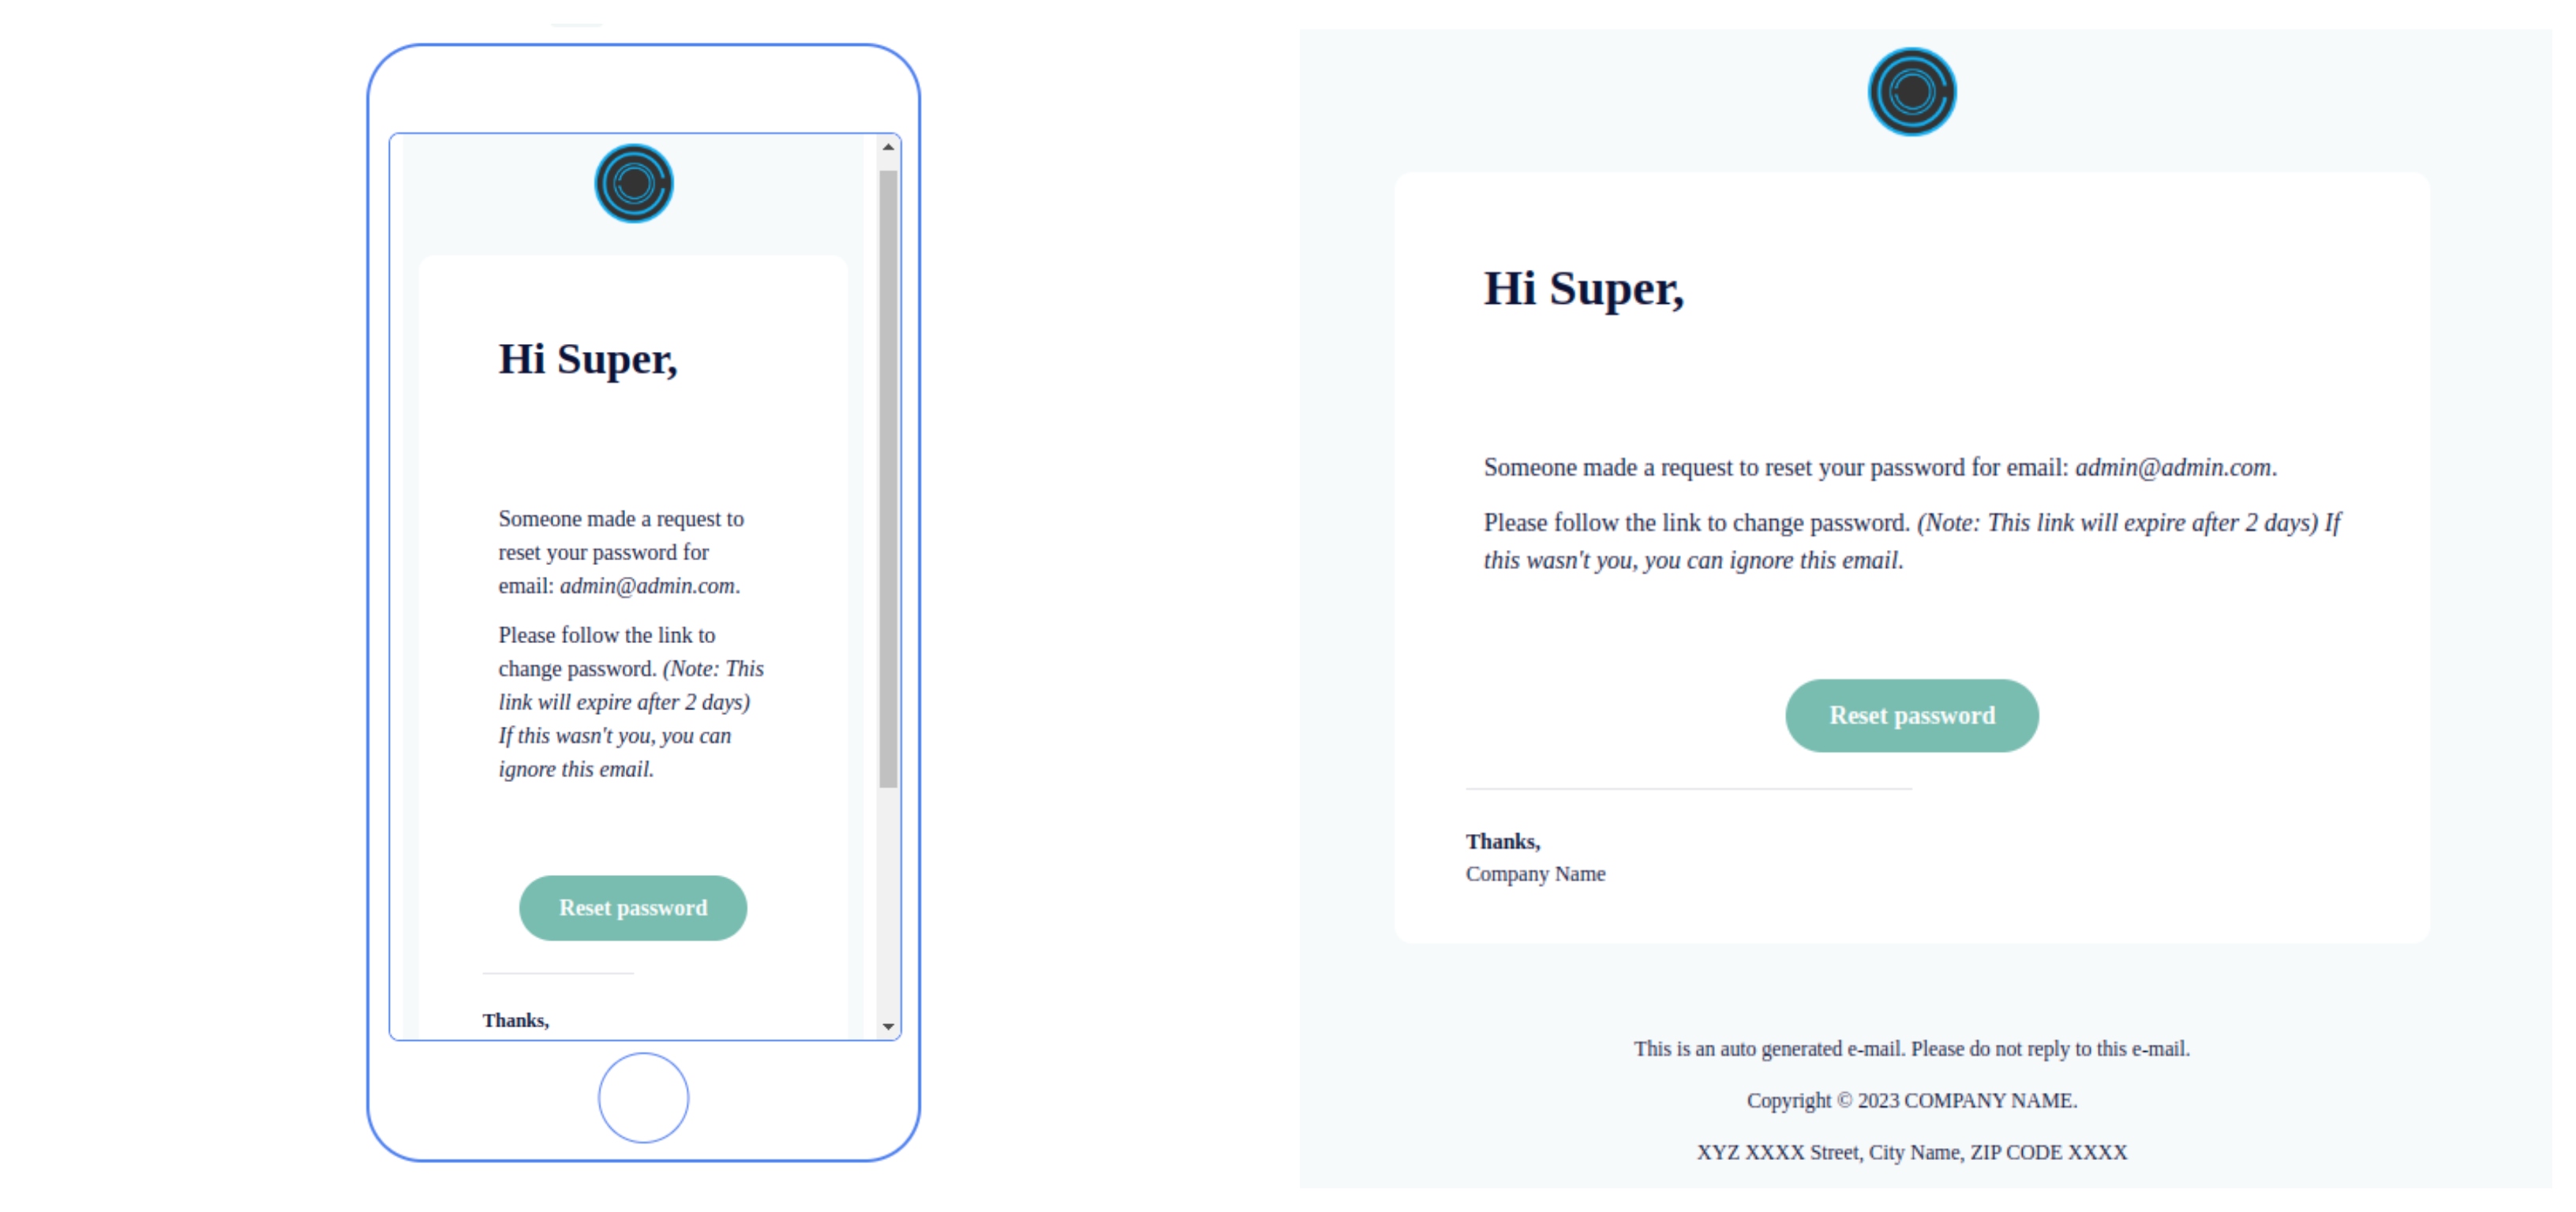 Hi Super,
Someone made a request to
reset your password for
email: admin@admin.com.
Please follow the link to
change password. (Note: This
link will expire after 2 days)
If this wasn't you, you can
ignore this email.
Reset password
Thanks,
Hi Super,
Someone made a request to reset your password for email: admin@admin.com.
Please follow the link to change password. (Note: This link will expire after 2 days) If
this wasn't you, you can ignore this email.
Reset password
Thanks,
Company Name
This is an auto generated e-mail. Please do not reply to this e-mail.
Copyright © 2023 COMPANY NAME.
XYZ XXXX Street, City Name, ZIP CODE XXXX